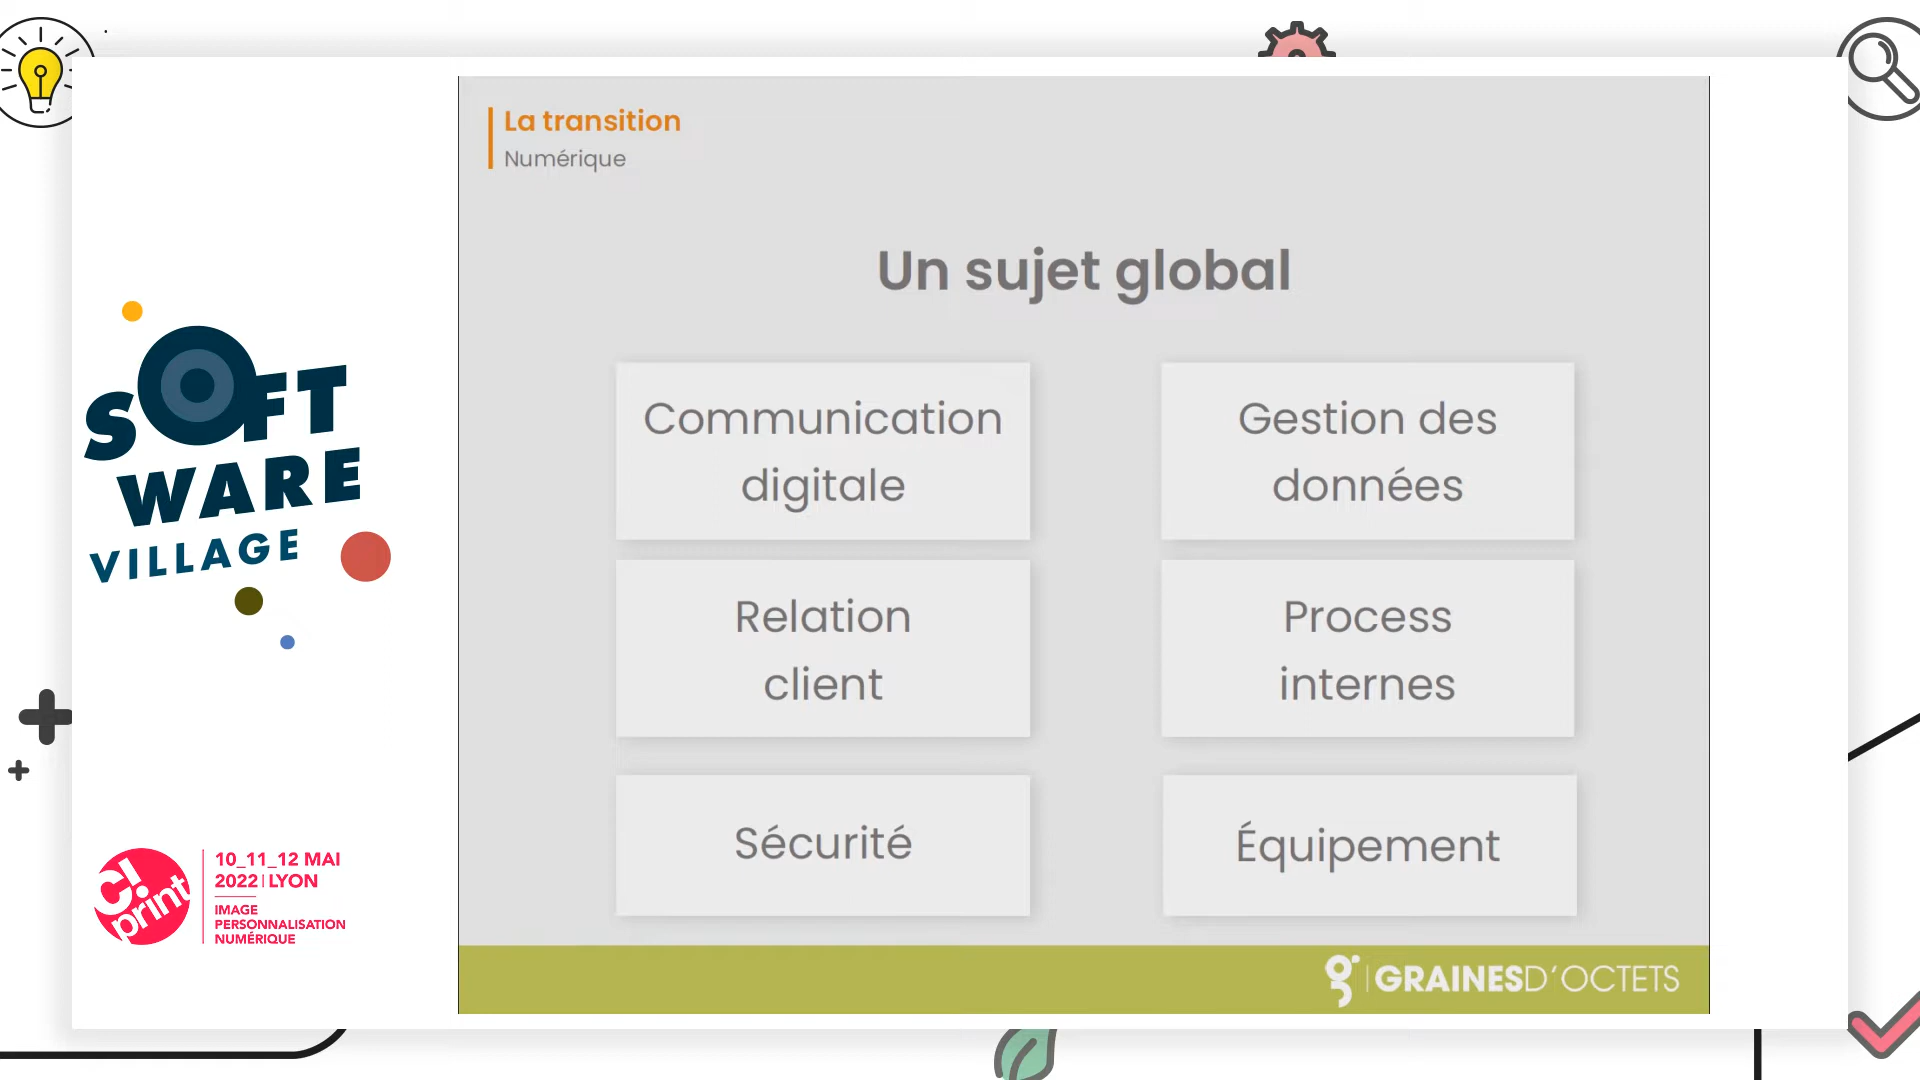 La transition
Numérique
Un sujet global
Communication
digitale
Gestion des
données
Relation
client
Process
internes
Sécurité
Équipement
SOFT
WARE
VILLAGE
C!
print
10_11_12 MAI
2022 | LYON
IMAGE
PERSONNALISATION
NUMÉRIQUE
g | GRAINESD'OCTETS